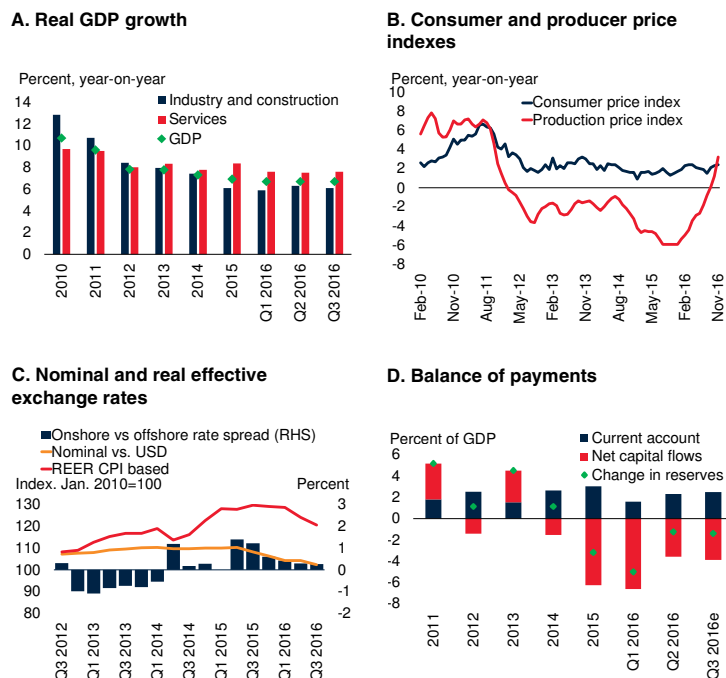 A. Real GDP growth
Percent, year-on-year
14
12
10
8
6
4
2
0
Industry and construction
Services
GDP
2010
2011
2012
2013
2014
2015
Q1 2016
Q2 2016
Q3 2016
B. Consumer and producer price
indexes
Percent, year-on-year
10
8
6
4
2
0
-2
-4
-6
-8
Consumer price index
Production price index
Feb-10
Nov-10
Aug-11
May-12
Feb-13
Nov-13
Aug-14
May-15
Feb-16
Nov-16
C. Nominal and real effective
exchange rates
Onshore vs offshore rate spread (RHS)
Nominal vs. USD
REER CPI based
Index. Jan. 2010=100
Percent
130
120
110
100
90
80
3
2
1
0
-1
-2
Q3 2012
Q1 2013
Q3 2013
Q1 2014
Q3 2014
Q1 2015
Q3 2015
Q1 2016
Q3 2016
D. Balance of payments
Percent of GDP
6
4
2
0
-2
-4
-6
-8
Current account
Net capital flows
Change in reserves
2011
2012
2013
2014
2015
Q1 2016
Q2 2016
Q3 2016e